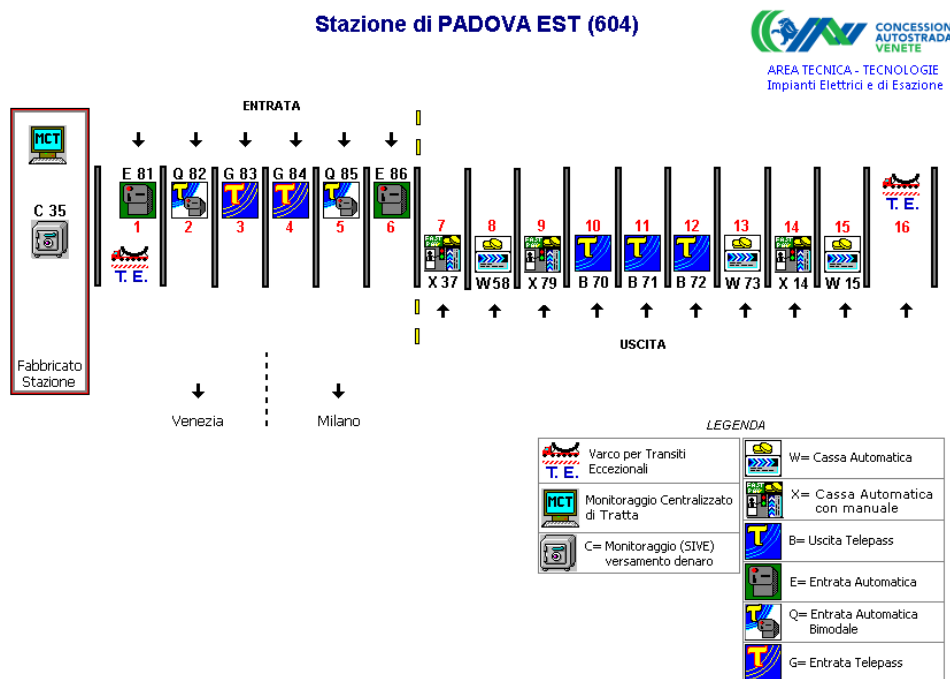 Stazione di PADOVA EST (604)
CONCESSIONI
AUTOSTRADALI
VENETE
AREA TECNICA - TECNOLOGIE
Impianti Elettrici e di Esazione
ENTRATA
MCT
C 35
Fabbricato
Stazione
E 81 Q 82 G 83 G 84 Q 85 E 86
1 2 3 4 5 6
T. E.
7 8 9 10 11 12 13 14 15 16
T. E.
X 37 W 58 X 79 B 70 B 71 B 72 W 73 X 14 W 15
USCITA
Venezia Milano
LEGENDA
T. E.
Varco per Transiti
Eccezionali
MCT
Monitoraggio Centralizzato
di Tratta
C= Monitoraggio (SIVE)
versamento denaro
W= Cassa Automatica
X= Cassa Automatica
con manuale
B= Uscita Telepass
E= Entrata Automatica
Q= Entrata Automatica
Bimodale
G= Entrata Telepass